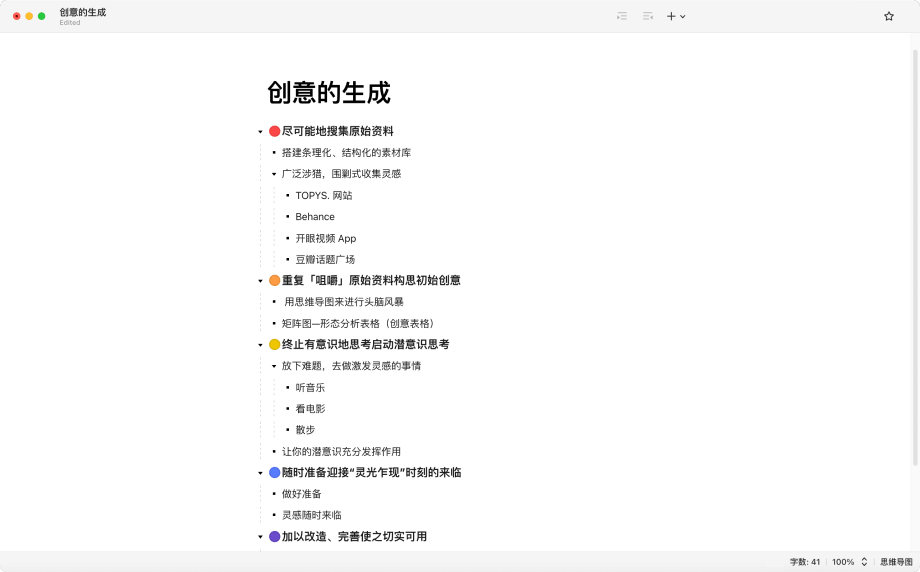 创意的生成
Edited
创意的生成
尽可能地搜集原始资料
搭建条理化、结构化的素材库
广泛涉猎，围剿式收集灵感
TOPYS. 网站
Behance
开眼视频 App
豆瓣话题广场
重复「咀嚼」原始资料构思初始创意
用思维导图来进行头脑风暴
矩阵图—形态分析表格（创意表格）
终止有意识地思考启动潜意识思考
放下难题，去做激发灵感的事情
听音乐
看电影
散步
让你的潜意识充分发挥作用
随时准备迎接“灵光乍现”时刻的来临
做好准备
灵感随时来临
加以改造、完善使之切实可用
字数: 41 100% 思维导图